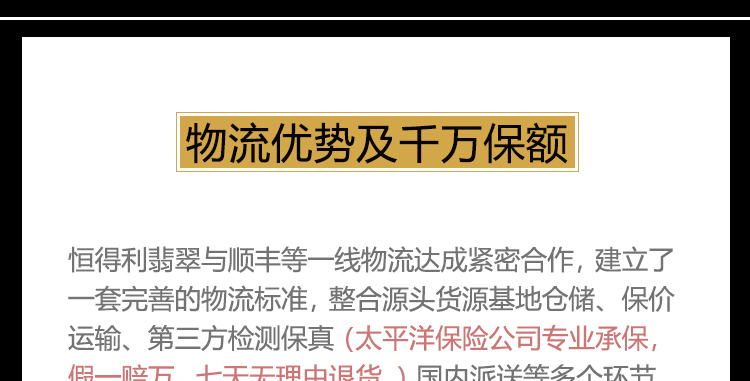 物流优势及千万保额
恒得利翡翠与顺丰等一线物流达成紧密合作，建立了
一套完善的物流标准，整合源头货源基地仓储、保价
运输、第三方检测保真（太平洋保险公司专业承保，
假一赔万，七天无理由退货。）国内派送等多个环节